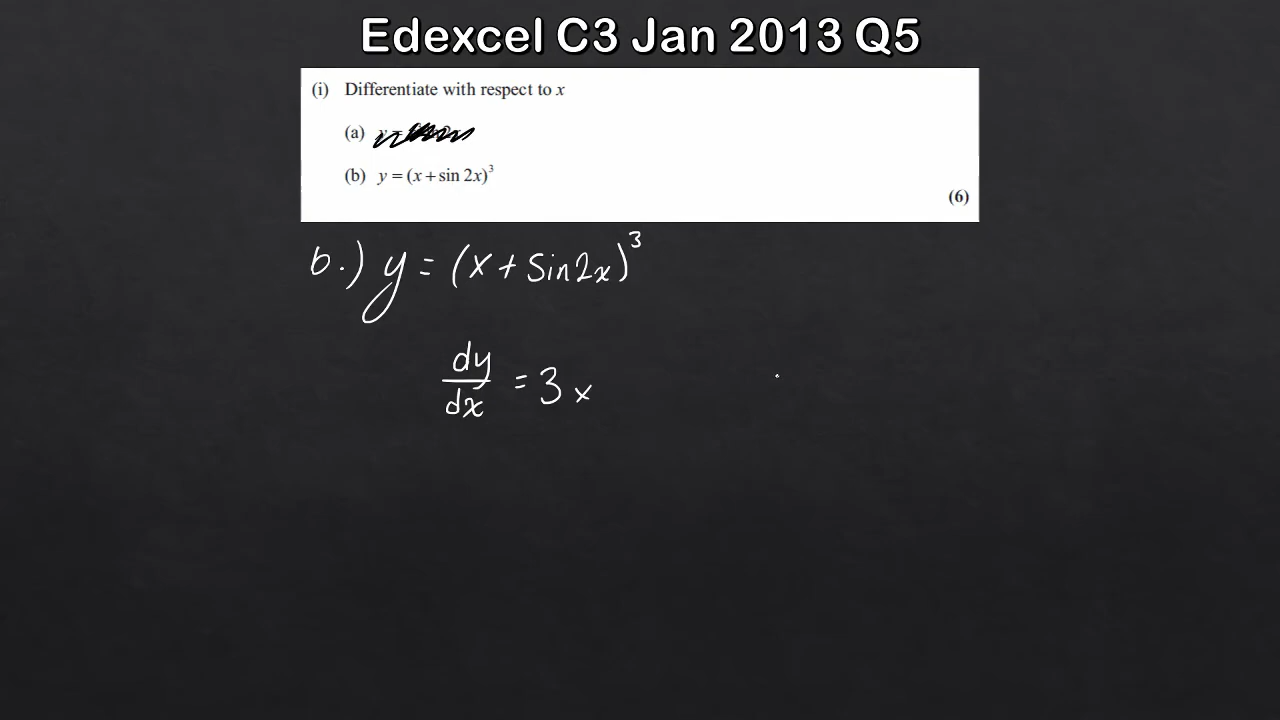 Edexcel C3 Jan 2013 Q5
(i) Differentiate with respect to x
(a)
(b) y = (x + sin 2x)³
(6)
b.) y = (x + sin2x)³
dy/dx = 3 x